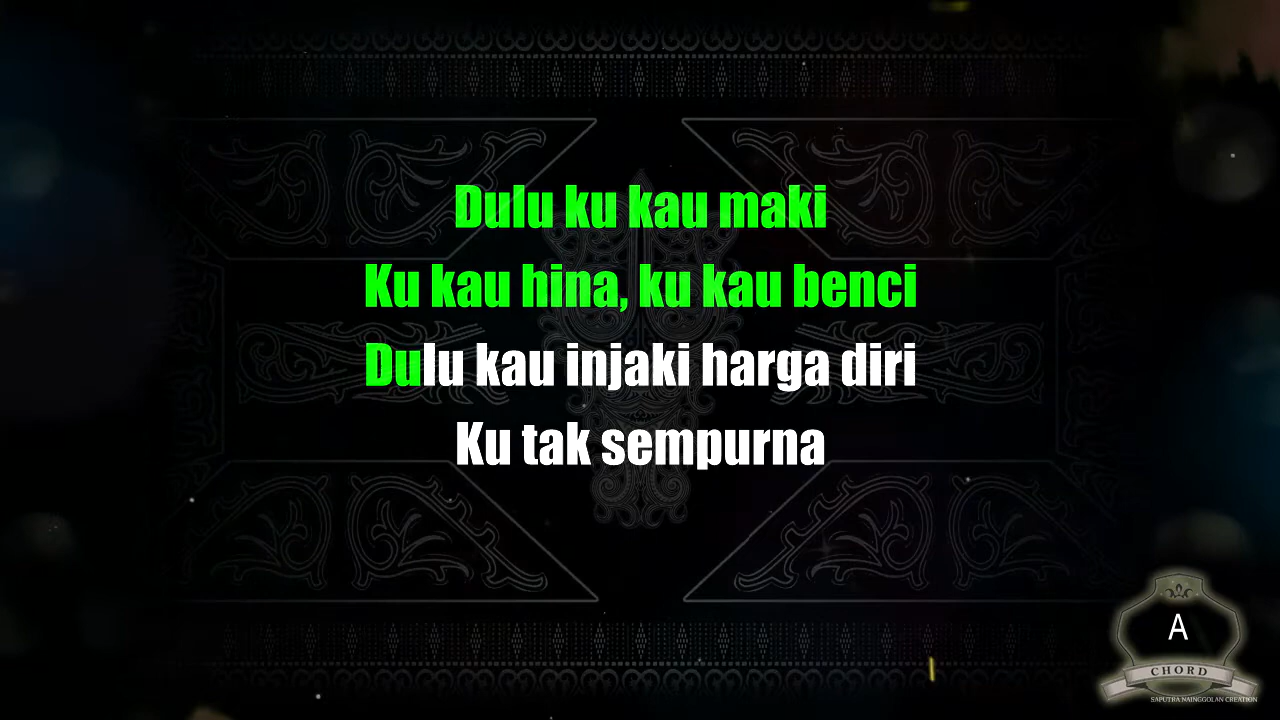 Dulu ku kau maki
Ku kau hina, ku kau benci
Dulu kau injaki harga diri
Ku tak sempurna
A
CHORD
SAPUTRA NAINGGOLAN CREATION